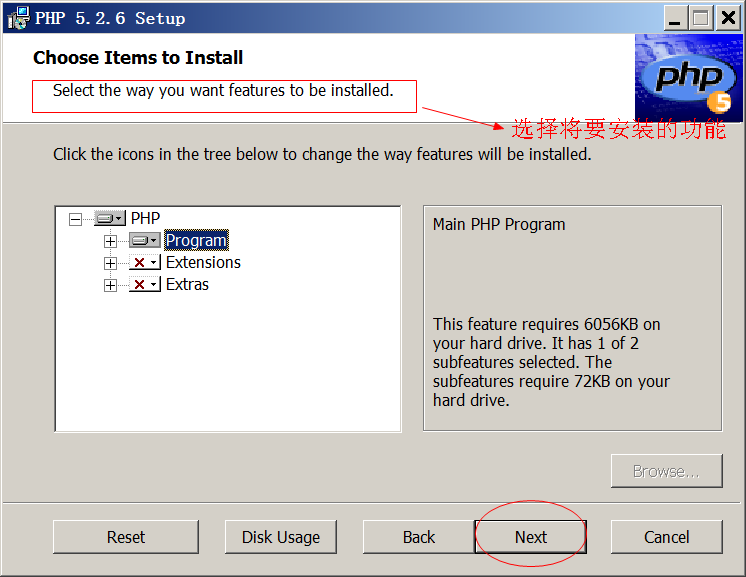 PHP 5.2.6 Setup
Choose Items to Install
Select the way you want features to be installed.
php
5
选择将要安装的功能
Click the icons in the tree below to change the way features will be installed.
PHP
Program
Extensions
Extras
Main PHP Program
This feature requires 6056KB on
your hard drive. It has 1 of 2
subfeatures selected. The
subfeatures require 72KB on your
hard drive.
Browse...
Reset
Disk Usage
Back
Next
Cancel